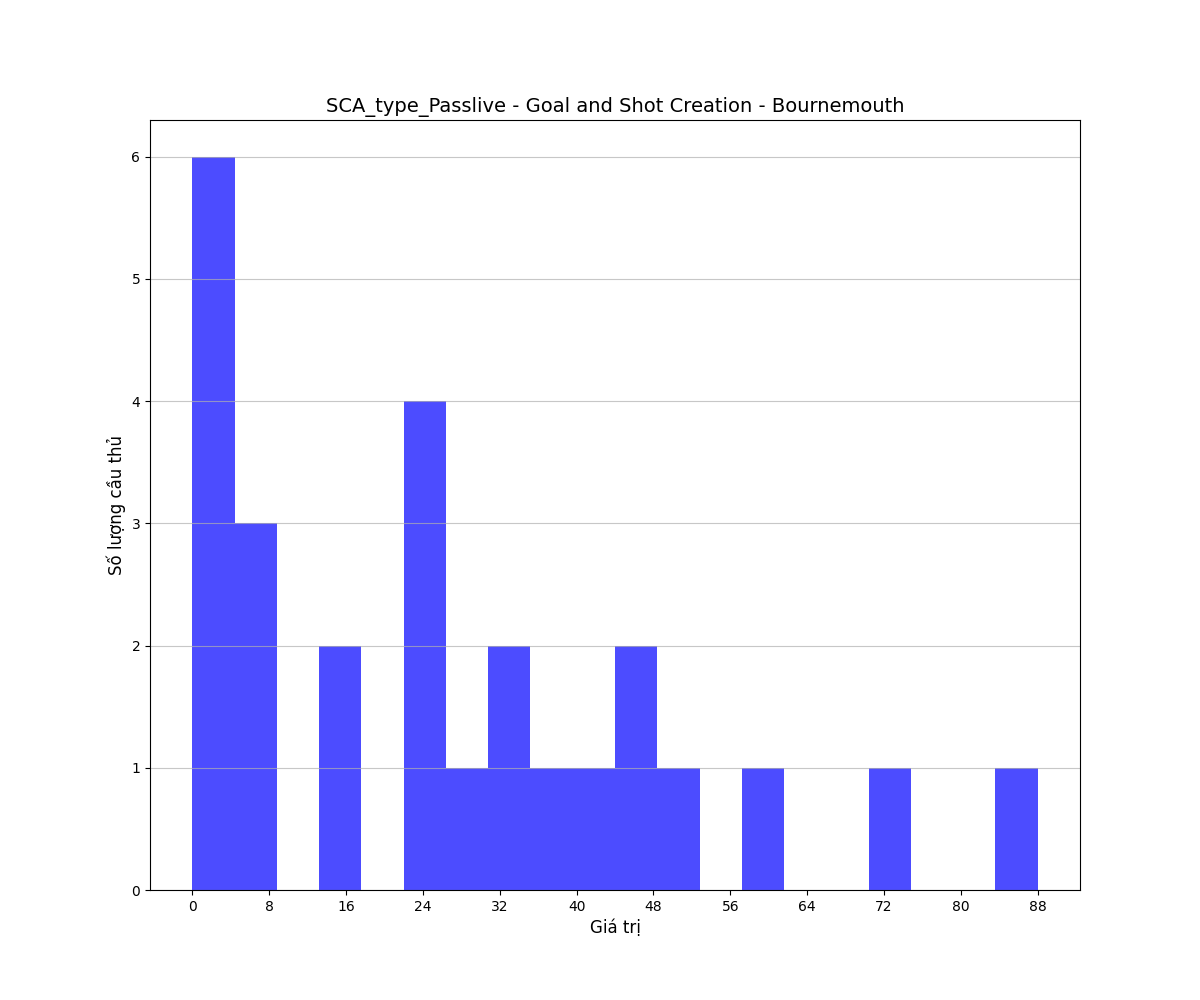 SCA_type_Passlive - Goal and Shot Creation - Bournemouth
6
5
4
3
2
1
0
Số lượng cầu thủ
0 8 16 24 32 40 48 56 64 72 80 88
Giá trị